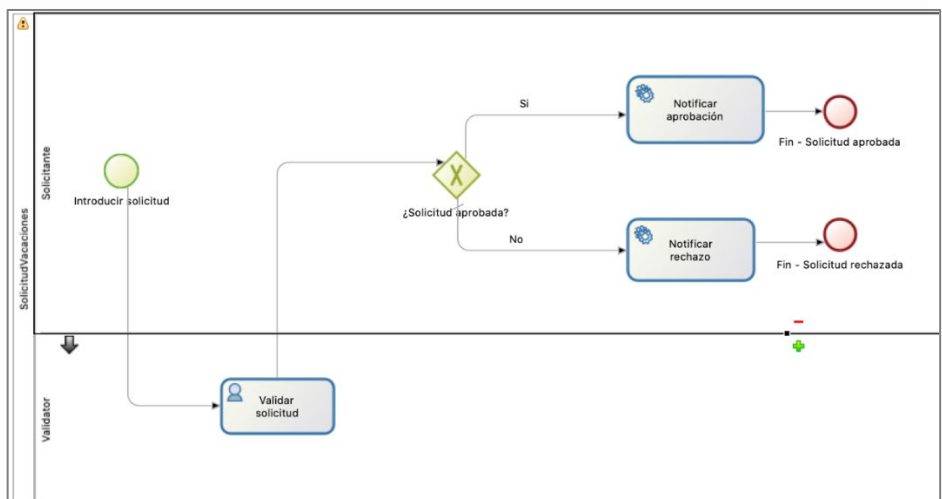 SolicitudVacaciones
Solicitante
Introducir solicitud
¿Solicitud aprobada?
Si
Notificar
aprobación
Fin - Solicitud aprobada
No
Notificar
rechazo
Fin - Solicitud rechazada
Validator
Validar
solicitud